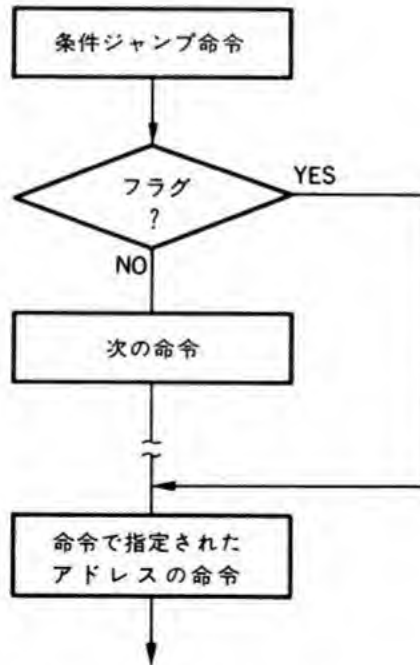 条件ジャンプ命令
フラグ
?
YES
NO
次の命令
命令で指定された
アドレスの命令